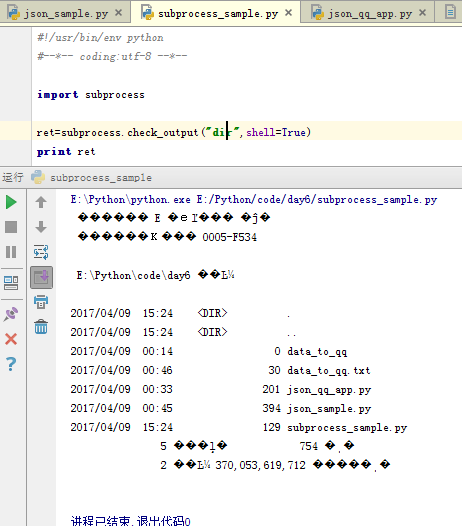 json_sample.py × subprocess_sample.py × json_qq_app.py ×
#!/usr/bin/env python
#--*-- coding:utf-8 --*--
import subprocess
ret=subprocess.check_output("dir",shell=True)
print ret
运行 subprocess_sample
E:\Python\python.exe E:/Python/code/day6/subprocess_sample.py
������ E �е ľ��� �ĵ�
������К ��� 0005-F534
E:\Python\code\day6 ��Ŀ¼
2017/04/09 15:24 <DIR> .
2017/04/09 15:24 <DIR> ..
2017/04/09 00:14 0 data_to_qq
2017/04/09 00:46 30 data_to_qq.txt
2017/04/09 00:33 201 json_qq_app.py
2017/04/09 00:45 394 json_sample.py
2017/04/09 15:24 129 subprocess_sample.py
5 ���ļ� 754 �ֽ�
2 ��Ŀ¼ 370,053,619,712 �����ֽ�
进程已结束,退出代码0